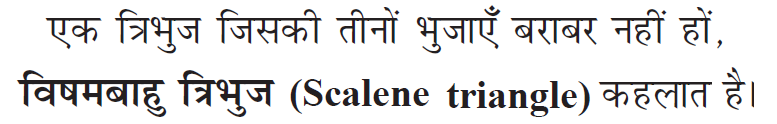 एक त्रिभुज जिसकी तीनों भुजाएँ बराबर नहीं हों,
विषमबाहु त्रिभुज (Scalene triangle) कहलात है।